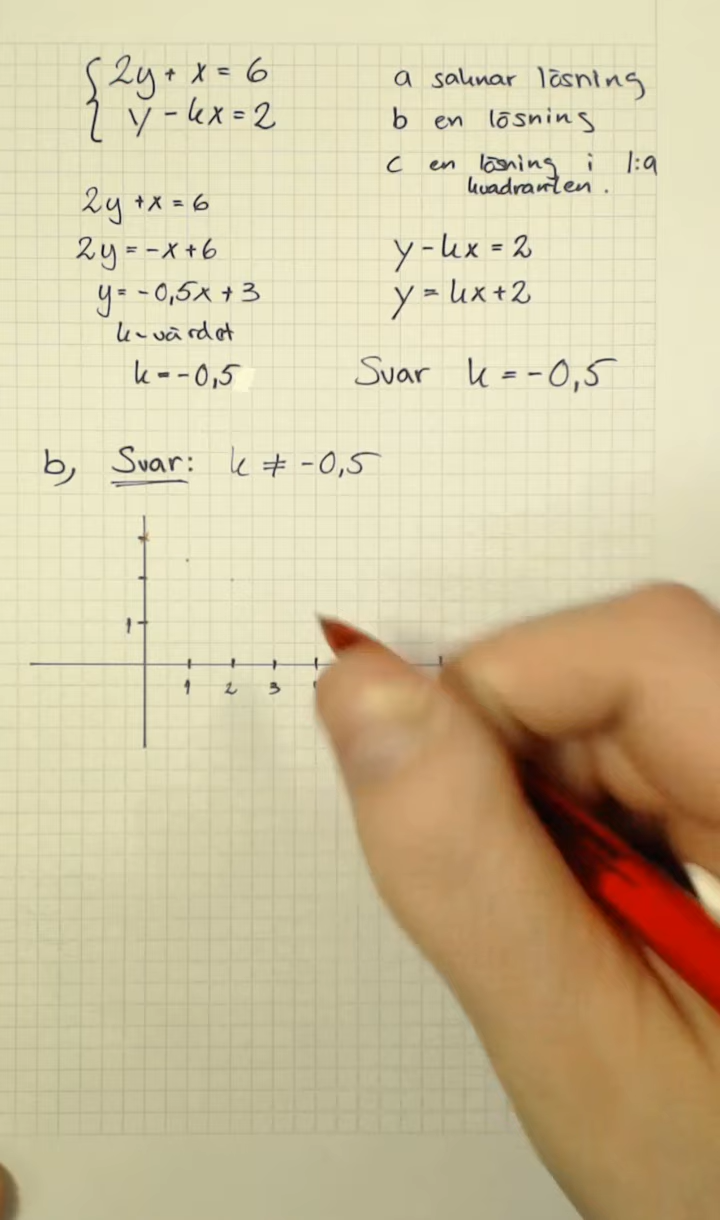 2y + x = 6
y - kx = 2
a saknar lösning
b en lösning
c en lösning i 1:a
kvadranten.
2y + x = 6
2y = -x + 6
y = -0,5x + 3
k-värdet
k = -0,5
y - kx = 2
y = kx + 2
Svar k = -0,5
b, Svar: k ≠ -0,5
1
1 2 3